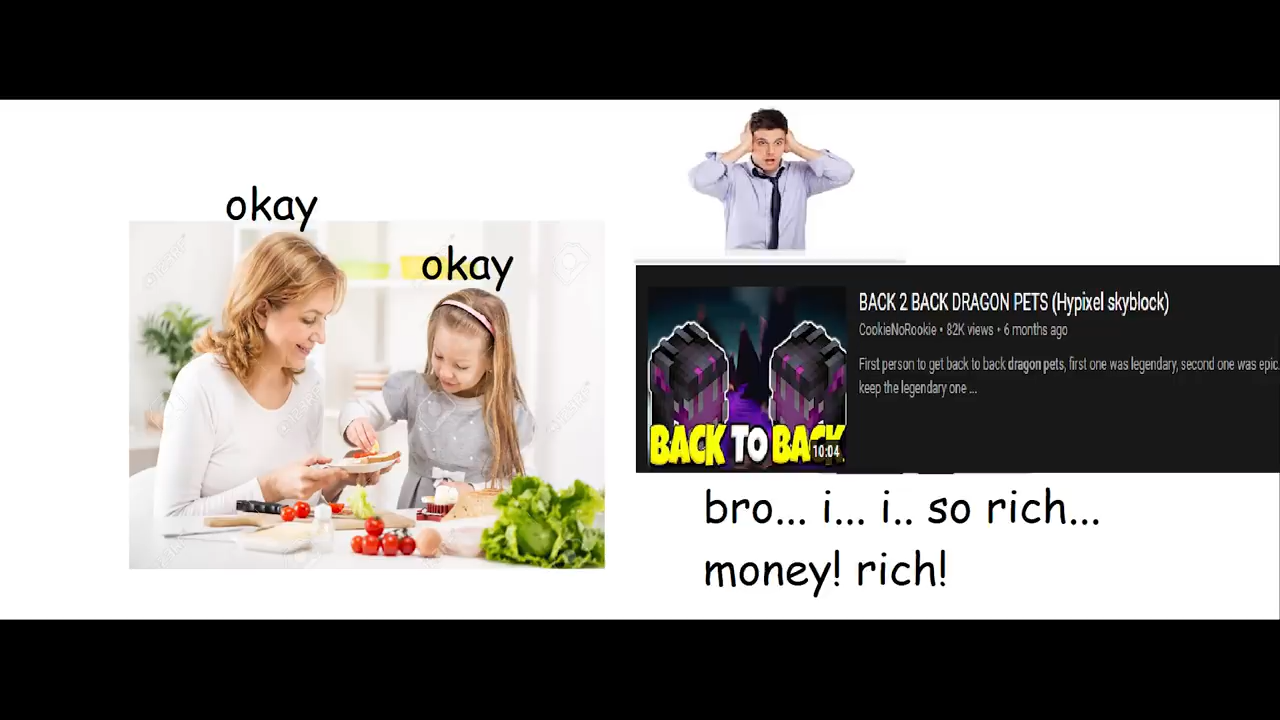 okay
okay
BACK 2 BACK DRAGON PETS (Hypixel skyblock)
CookieNoRookie • 82K views • 6 months ago
First person to get back to back dragon pets, first one was legendary, second one was epic.
keep the legendary one ...
BACK TO BACK
10:04
bro... i... i.. so rich...
money! rich!